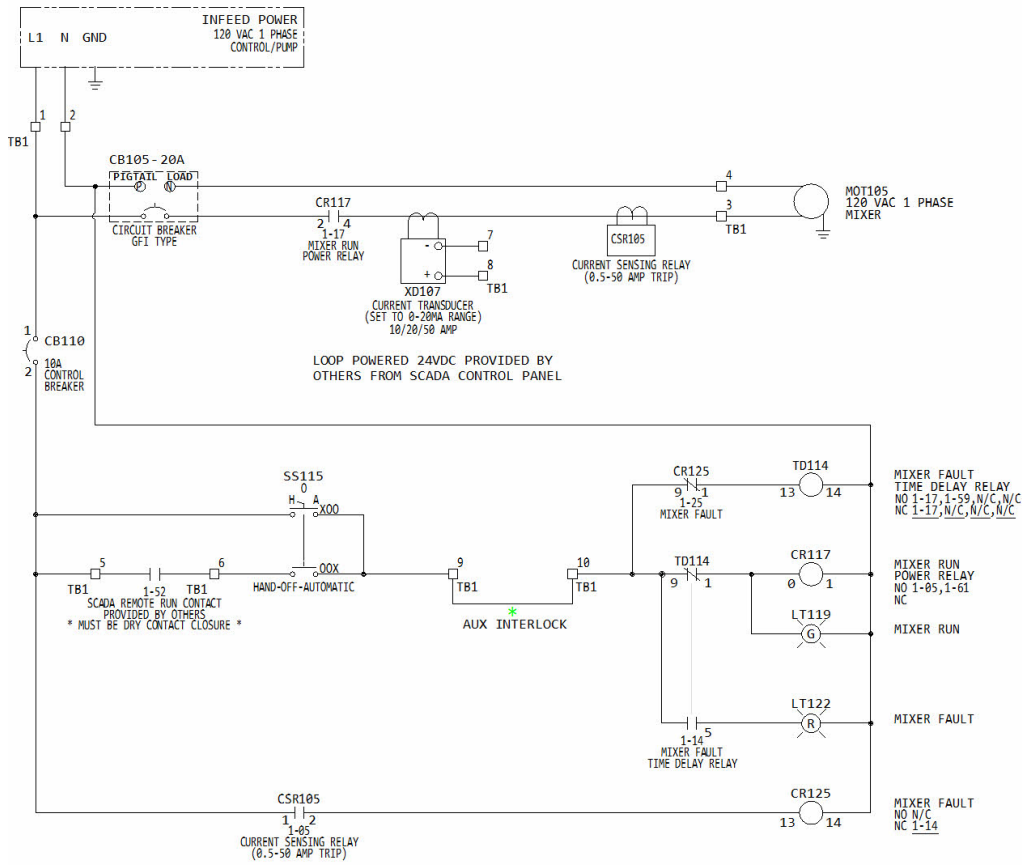 INFEED POWER
120 VAC 1 PHASE
CONTROL/PUMP
L1 N GND
1
2
TB1
CB105-20A
PIGTAIL LOAD
P N
CIRCUIT BREAKER
GFI TYPE
CR117
2 4
1-17
MIXER RUN
POWER RELAY
- 7
+ 8
TB1
XD107
CURRENT TRANSDUCER
(SET TO 0-20MA RANGE)
10/20/50 AMP
CSR105
CURRENT SENSING RELAY
(0.5-50 AMP TRIP)
4
3
TB1
MOT105
120 VAC 1 PHASE
MIXER
1
CB110
2
10A
CONTROL
BREAKER
LOOP POWERED 24VDC PROVIDED BY
OTHERS FROM SCADA CONTROL PANEL
SS115
O
H A
XOO
OOX
HAND-OFF-AUTOMATIC
5
TB1
1-52
6
TB1
SCADA REMOTE RUN CONTACT
PROVIDED BY OTHERS
* MUST BE DRY CONTACT CLOSURE *
9
TB1
10
TB1
*
AUX INTERLOCK
CR125
9 1
1-25
MIXER FAULT
TD114
13 14
MIXER FAULT
TIME DELAY RELAY
NO 1-17,1-59,N/C,N/C
NC 1-17,N/C,N/C,N/C
TD114
9 1
CR117
0 1
MIXER RUN
POWER RELAY
NO 1-05,1-61
NC
LT119
G
MIXER RUN
LT122
R
MIXER FAULT
5
1-14
MIXER FAULT
TIME DELAY RELAY
CSR105
1 2
1-05
CURRENT SENSING RELAY
(0.5-50 AMP TRIP)
CR125
13 14
MIXER FAULT
NO N/C
NC 1-14